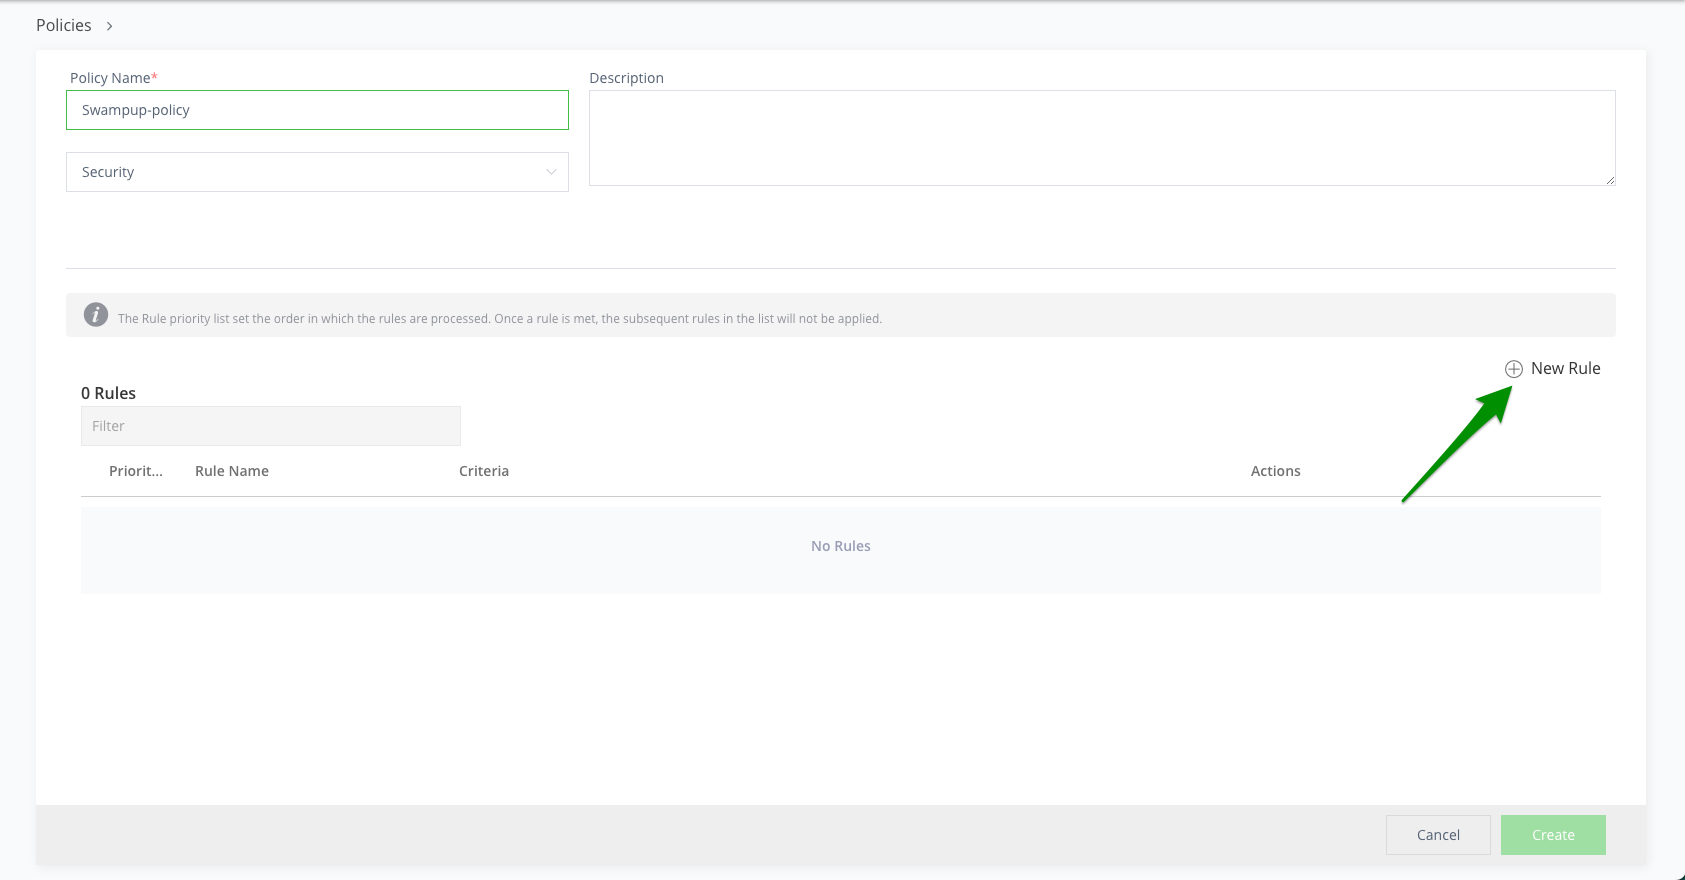 Policies >
Policy Name*
Description
Swampup-policy
Security
The Rule priority list set the order in which the rules are processed. Once a rule is met, the subsequent rules in the list will not be applied.
New Rule
0 Rules
Filter
Priorit... Rule Name Criteria Actions
No Rules
Cancel Create